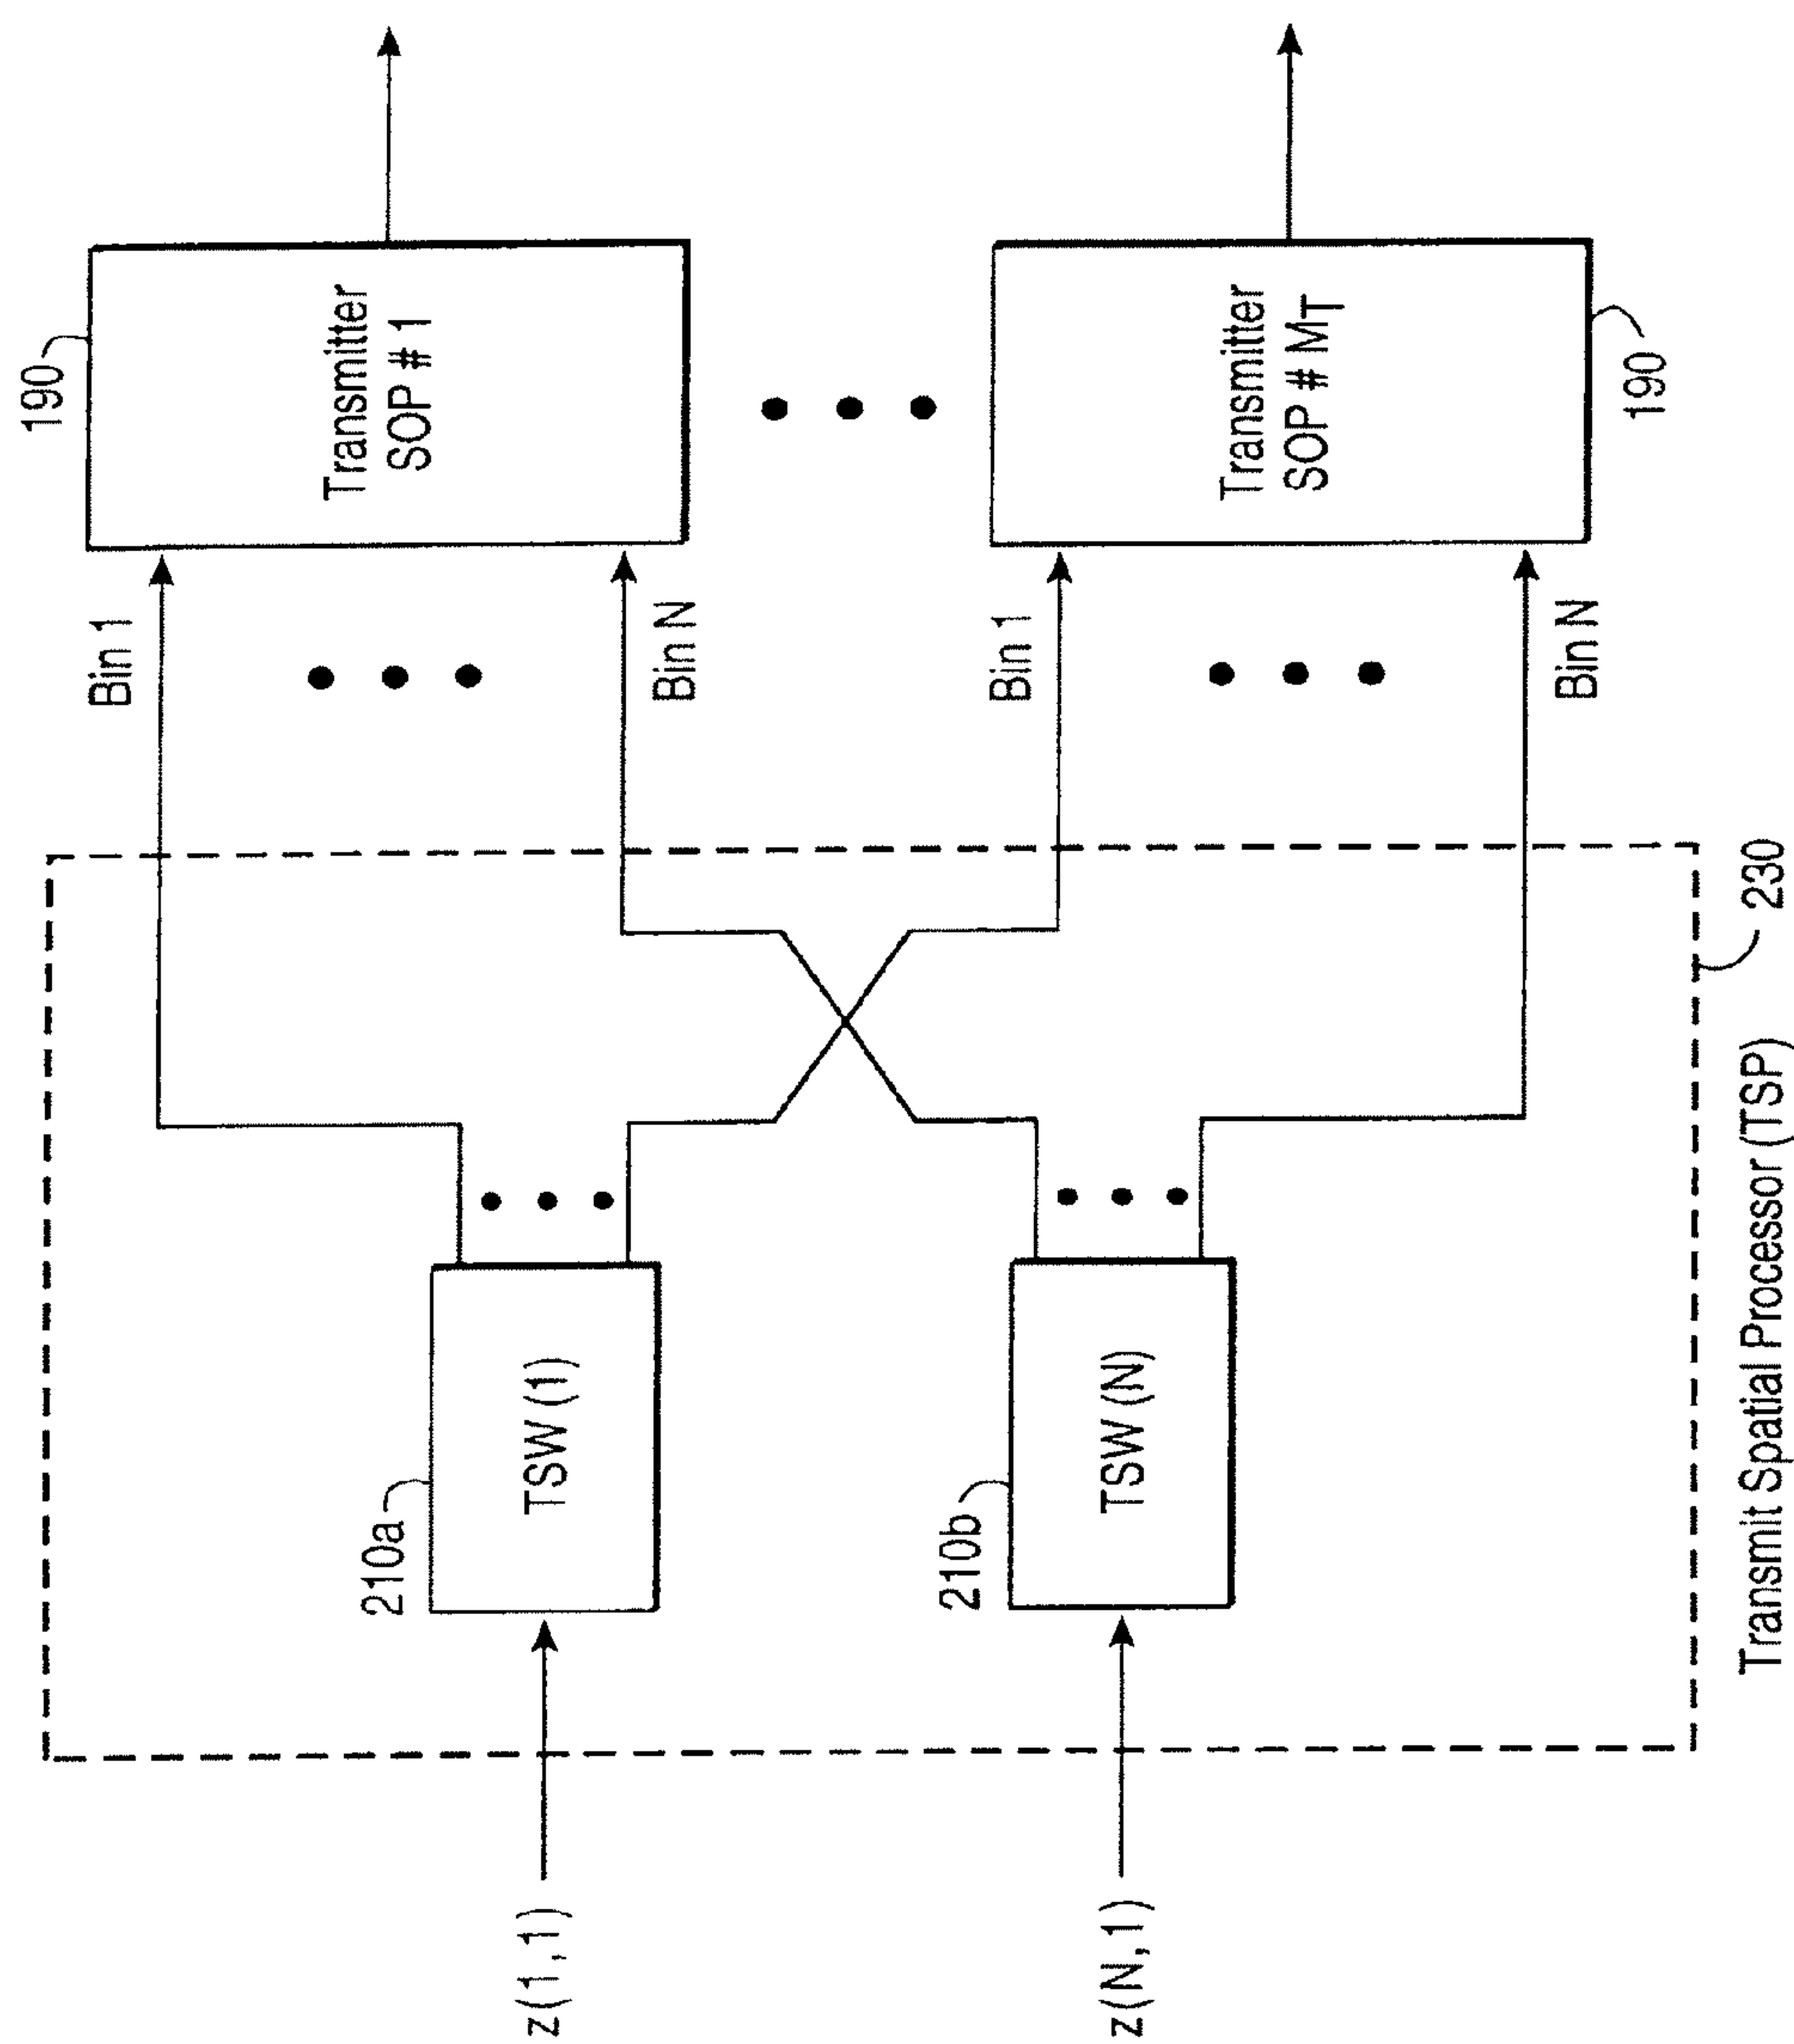 z(1,1)
z(N,1)
210a
TSW (1)
210b
TSW (N)
Transmit Spatial Processor (TSP)
230
Bin 1
Bin N
Bin 1
Bin N
190
Transmitter
SOP # 1
Transmitter
SOP # MT
190